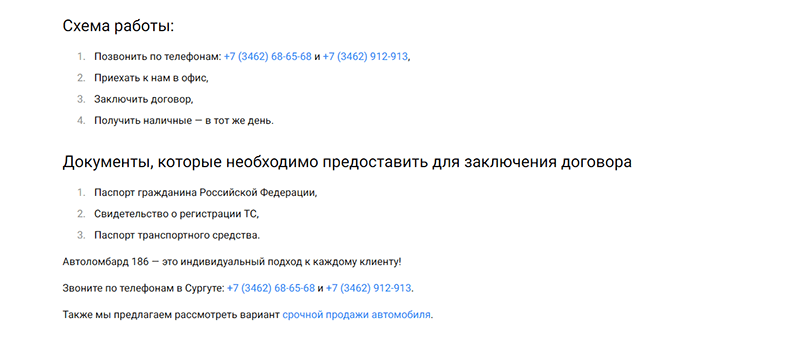 Схема работы:
1. Позвонить по телефонам: +7 (3462) 68-65-68 и +7 (3462) 912-913,
2. Приехать к нам в офис,
3. Заключить договор,
4. Получить наличные — в тот же день.
Документы, которые необходимо предоставить для заключения договора
1. Паспорт гражданина Российской Федерации,
2. Свидетельство о регистрации ТС,
3. Паспорт транспортного средства.
Автоломбард 186 — это индивидуальный подход к каждому клиенту!
Звоните по телефонам в Сургуте: +7 (3462) 68-65-68 и +7 (3462) 912-913.
Также мы предлагаем рассмотреть вариант срочной продажи автомобиля.